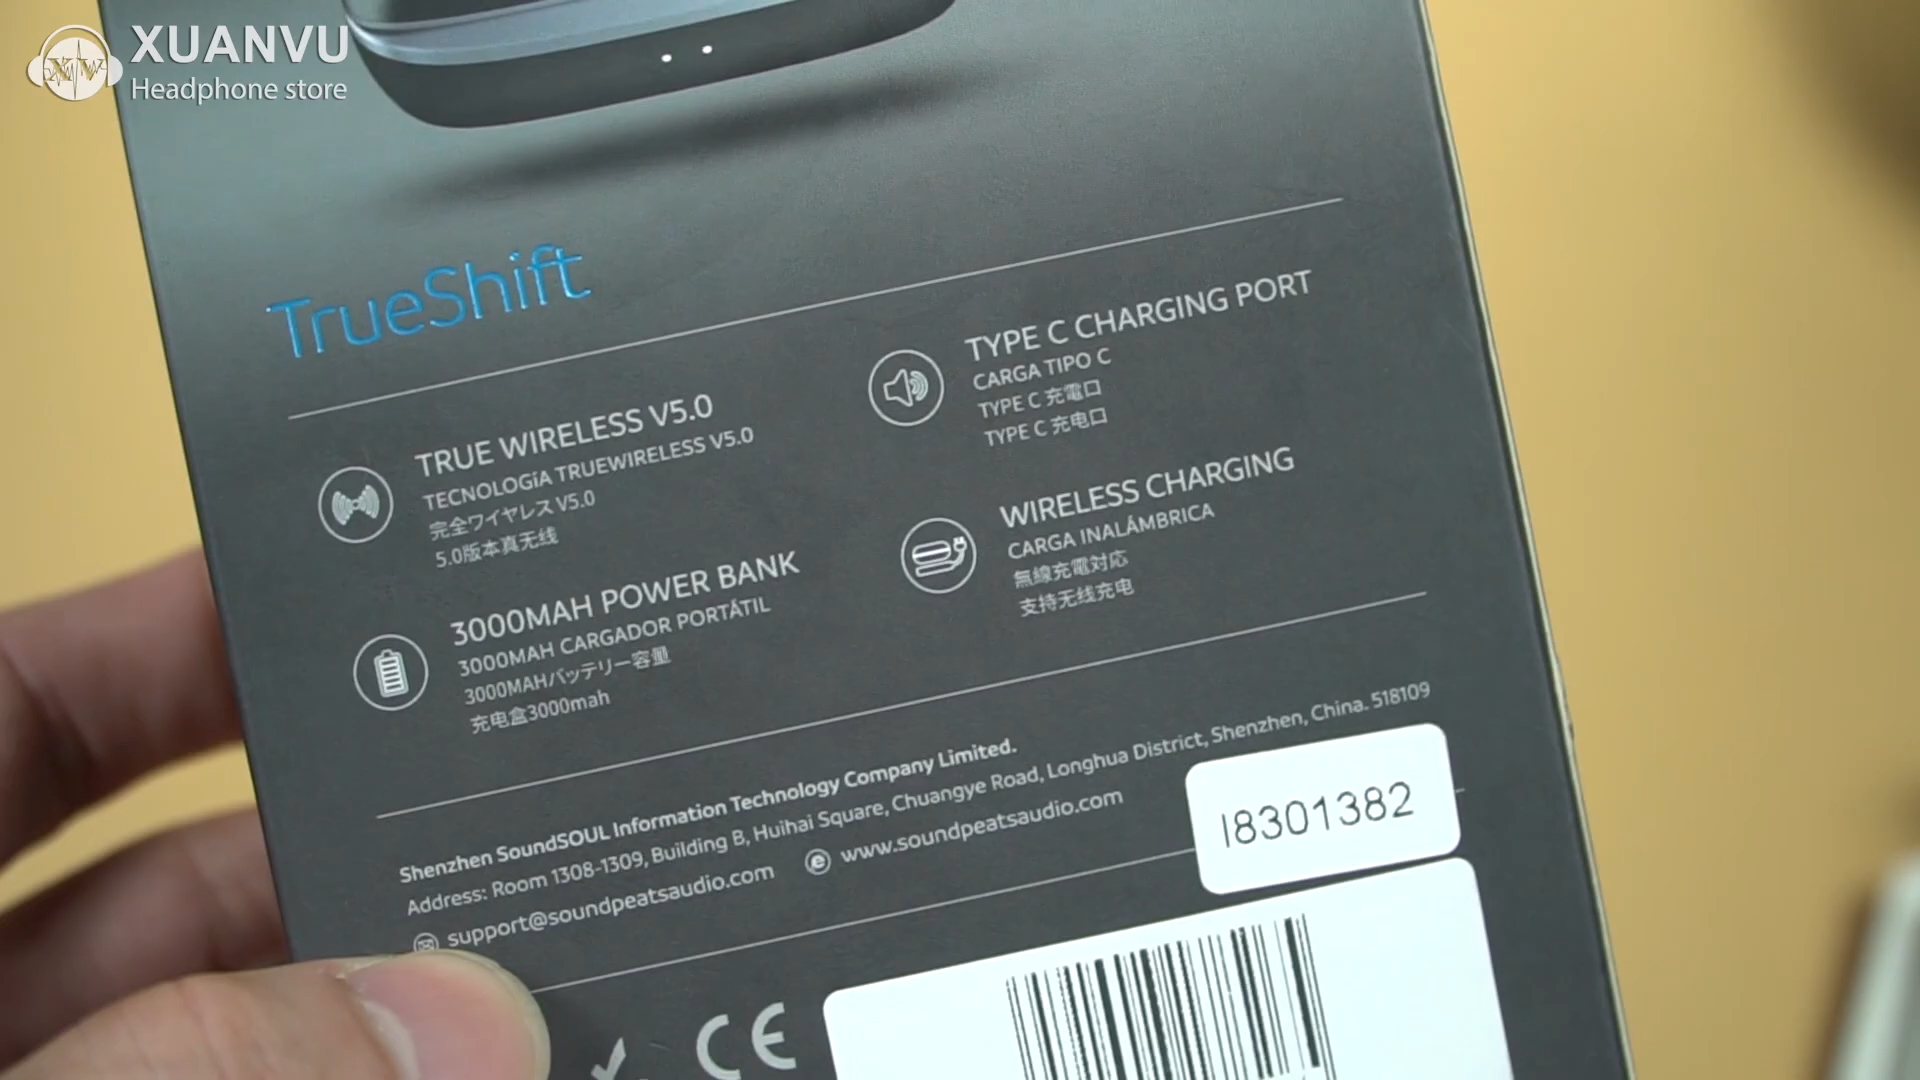 XUANVU
Headphone store
TrueShift
TRUE WIRELESS V5.0
TECNOLOGíA TRUEWIRELESS V5.0
完全ワイヤレス V5.0
5.0版本真无线
TYPE C CHARGING PORT
CARGA TIPO C
TYPE C 充電口
TYPE C 充电口
3000MAH POWER BANK
3000MAH CARGADOR PORTÁTIL
3000MAHバッテリー容量
充电盒3000mah
WIRELESS CHARGING
CARGA INALÁMBRICA
無線充電対応
支持无线充电
Shenzhen SoundSOUL Information Technology Company Limited.
Address: Room 1308-1309, Building B, Huihai Square, Chuangye Road, Longhua District, Shenzhen, China. 518109
support@soundpeatsaudio.com www.soundpeatsaudio.com
I8301382
CE